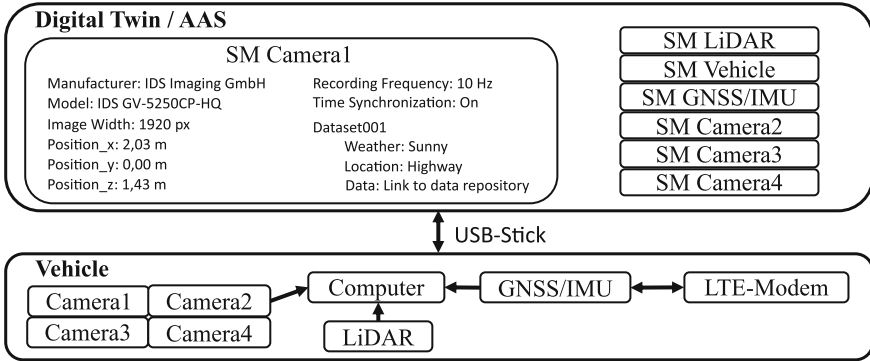 Digital Twin / AAS
SM Camera1
Manufacturer: IDS Imaging GmbH
Model: IDS GV-5250CP-HQ
Image Width: 1920 px
Position_x: 2,03 m
Position_y: 0,00 m
Position_z: 1,43 m
Recording Frequency: 10 Hz
Time Synchronization: On
Dataset001
Weather: Sunny
Location: Highway
Data: Link to data repository
SM LiDAR
SM Vehicle
SM GNSS/IMU
SM Camera2
SM Camera3
SM Camera4
USB-Stick
Vehicle
Camera1
Camera2
Camera3
Camera4
Computer
LiDAR
GNSS/IMU
LTE-Modem